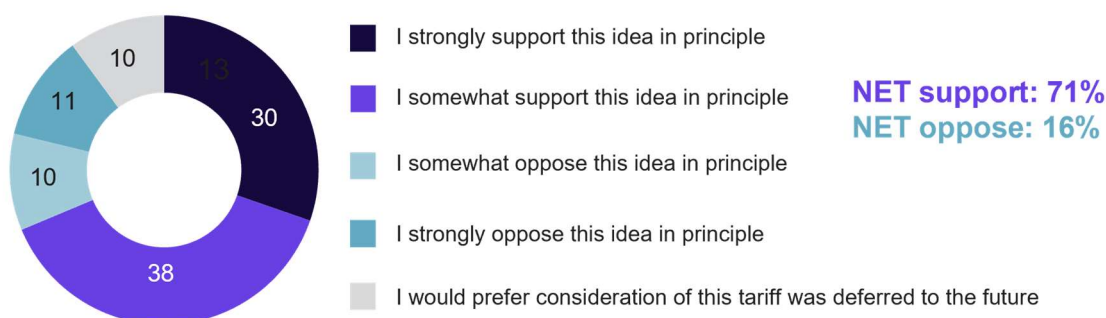 10
13
11
30
10
38
I strongly support this idea in principle
I somewhat support this idea in principle
I somewhat oppose this idea in principle
I strongly oppose this idea in principle
I would prefer consideration of this tariff was deferred to the future
NET support: 71%
NET oppose: 16%